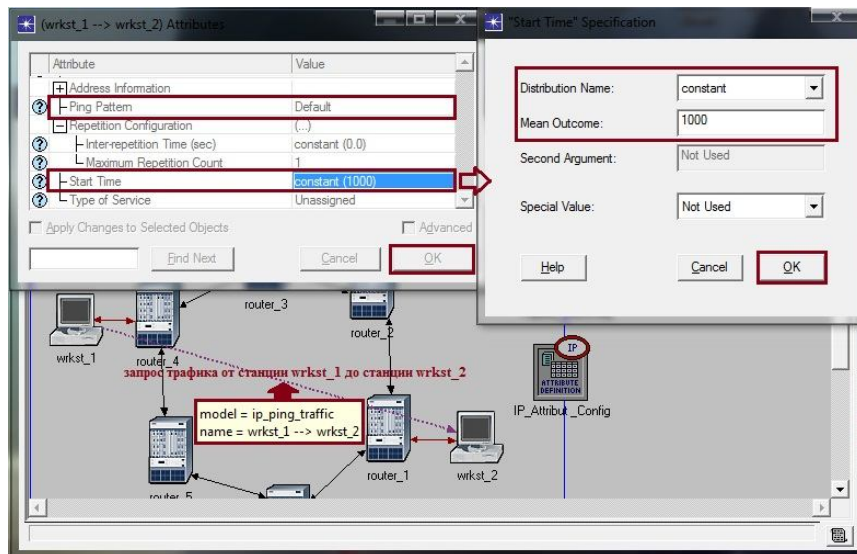 (wrkst_1 --> wrkst_2) Attributes
Attribute Value
Address Information
Ping Pattern Default
Repetition Configuration (...)
Inter-repetition Time (sec) constant (0.0)
Maximum Repetition Count 1
Start Time constant (1000)
Type of Service Unassigned
Apply Changes to Selected Objects Advanced
Find Next Cancel OK
"Start Time" Specification
Distribution Name: constant
Mean Outcome: 1000
Second Argument: Not Used
Special Value: Not Used
Help Cancel OK
router_3
router_2
wrkst_1
router_4
запрос трафика от станции wrkst_1 до станции wrkst_2
model = ip_ping_traffic
name = wrkst_1 --> wrkst_2
IP
ATTRIBUTE
DEFINITION
IP_Attribut _Config
router_1
wrkst_2
router_5